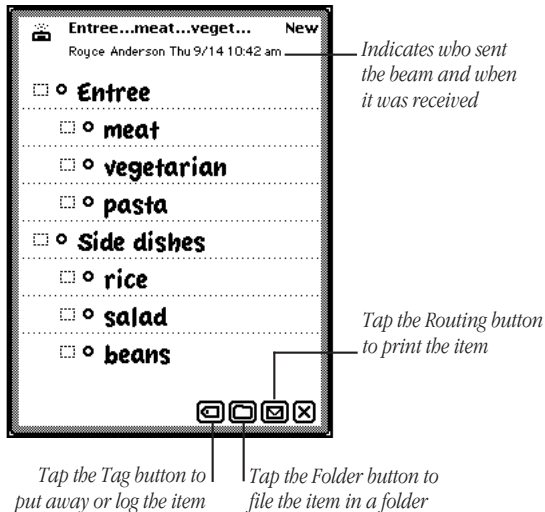 Entree...meat...veget... New
Royce Anderson Thu 9/14 10:42 am
Indicates who sent
the beam and when
it was received
Entree
meat
vegetarian
pasta
Side dishes
rice
salad
beans
Tap the Routing button
to print the item
Tap the Tag button to
put away or log the item
Tap the Folder button to
file the item in a folder